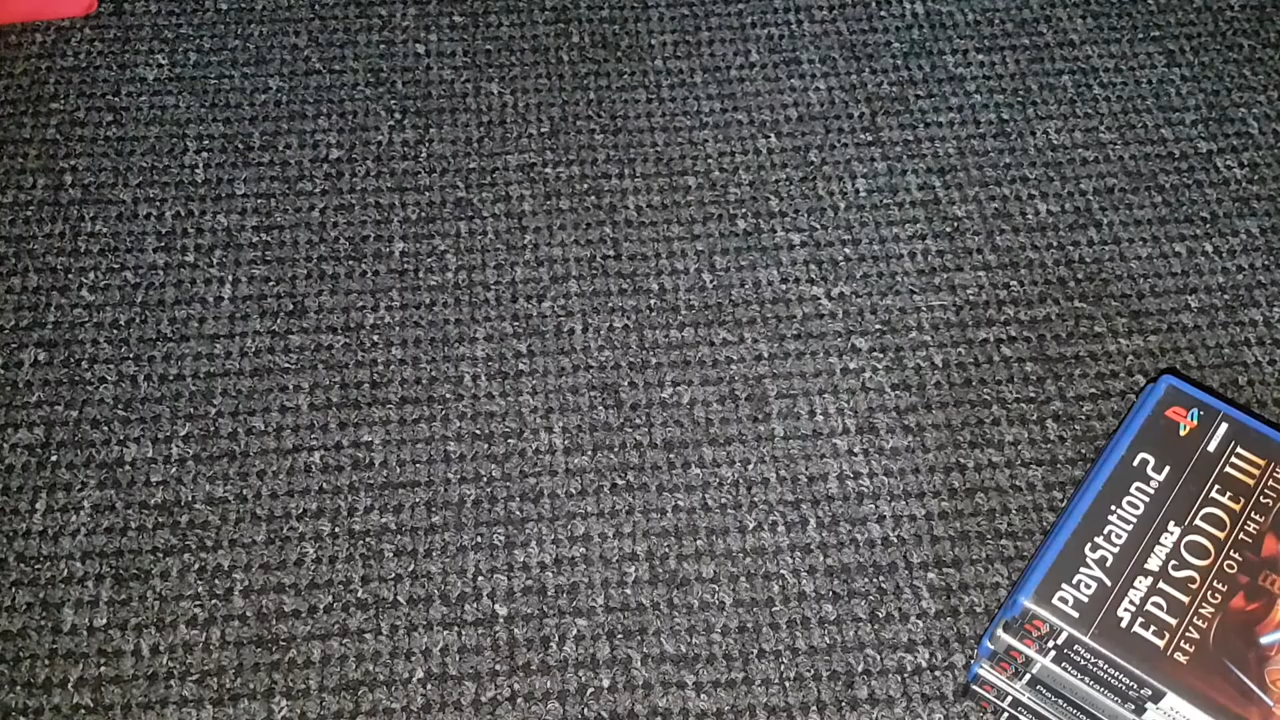 PlayStation®2
STAR WARS
EPISODE III
REVENGE OF THE SITH
PlayStation.2
PlayStation.2
PlayStation.2